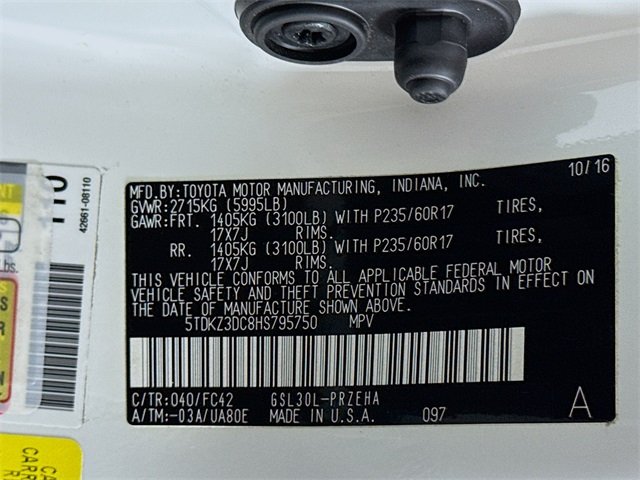 10/16
MFD.BY:TOYOTA MOTOR MANUFACTURING, INDIANA, INC.
GVWR:2715KG (5995LB)
GAWR:FRT. 1405KG (3100LB) WITH P235/60R17 TIRES,
17X7J RIMS.
RR. 1405KG (3100LB) WITH P235/60R17 TIRES,
17X7J RIMS.
THIS VEHICLE CONFORMS TO ALL APPLICABLE FEDERAL MOTOR
VEHICLE SAFETY AND THEFT PREVENTION STANDARDS IN EFFECT ON
THE DATE OF MANUFACTURE SHOWN ABOVE.
5TDKZ3DC8HS795750 MPV
C/TR:040/FC42 GSL30L-PRZEHA
A/TM:-03A/UA80E MADE IN U.S.A. 097 A
42661-08110
lbs.